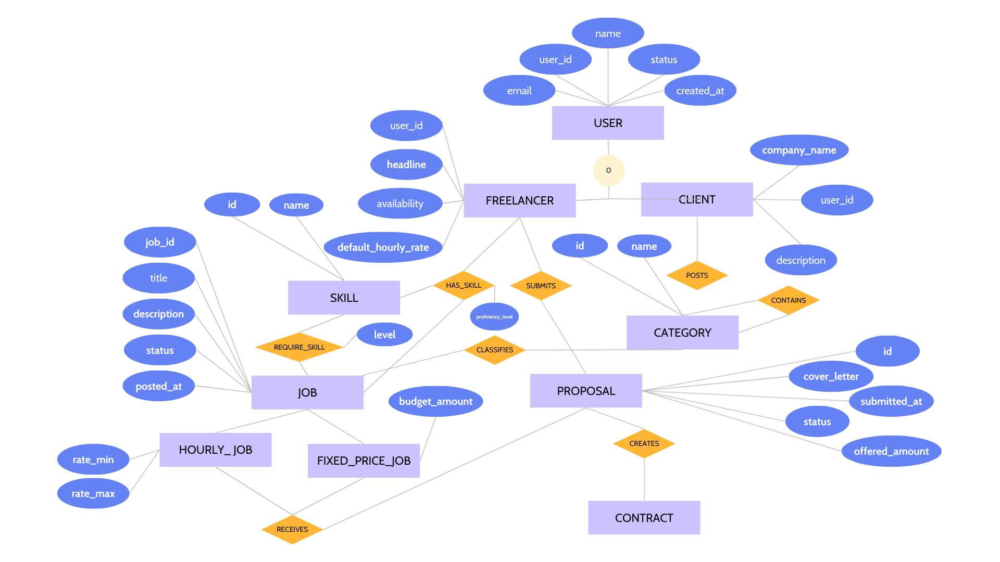 name
user_id
status
email
created_at
USER
user_id
company_name
headline
o
FREELANCER
CLIENT
user_id
availability
id
name
default_hourly_rate
id
name
job_id
description
title
POSTS
HAS_SKILL
SUBMITS
SKILL
CONTAINS
description
proficiency_level
level
CATEGORY
REQUIRE_SKILL
CLASSIFIES
status
id
cover_letter
posted_at
JOB
PROPOSAL
budget_amount
submitted_at
status
CREATES
HOURLY_ JOB
FIXED_PRICE_JOB
offered_amount
rate_min
rate_max
CONTRACT
RECEIVES